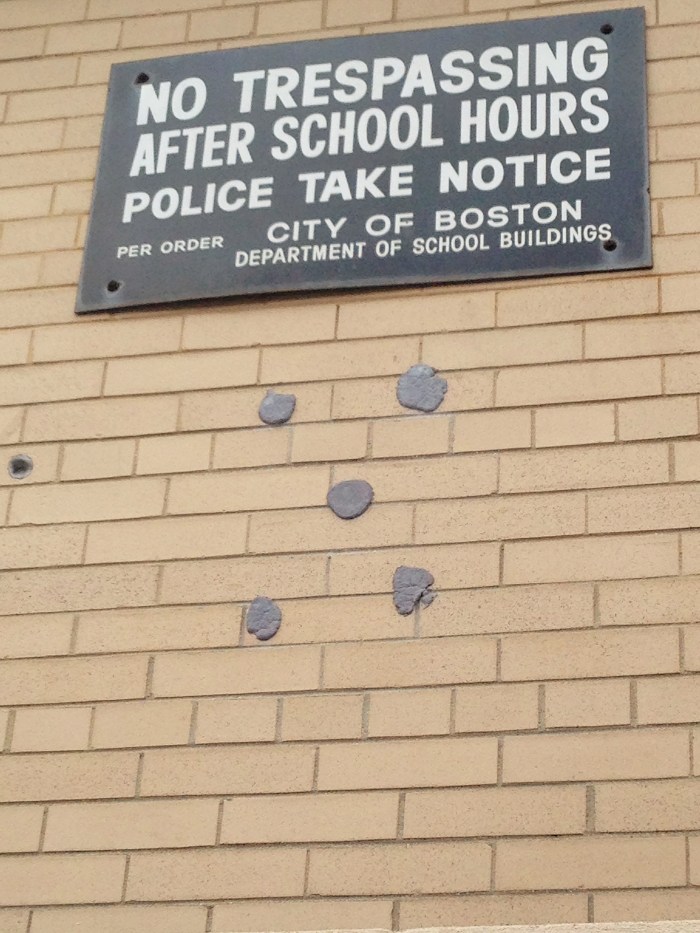 NO TRESPASSING
AFTER SCHOOL HOURS
POLICE TAKE NOTICE
PER ORDER CITY OF BOSTON
DEPARTMENT OF SCHOOL BUILDINGS